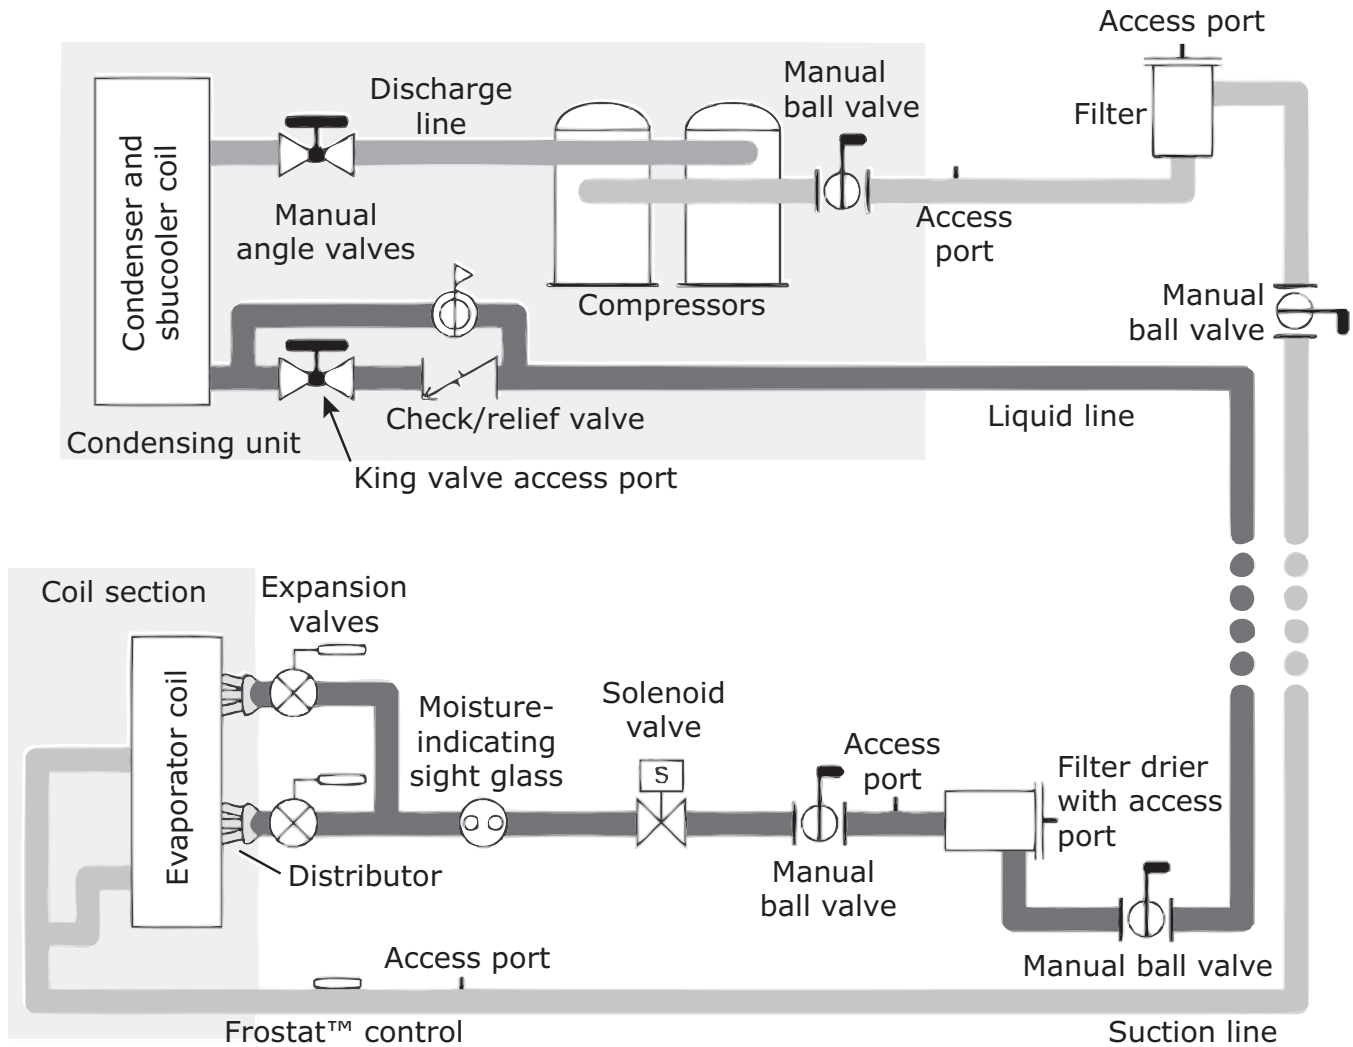 Access port
Manual
ball valve
Discharge
line
Filter
Condenser and
sbucooler coil
Manual
angle valves
Access
port
Compressors
Manual
ball valve
Check/relief valve
Liquid line
Condensing unit
King valve access port
Coil section
Expansion
valves
Evaporator coil
Moisture-
indicating
sight glass
Solenoid
valve
S
Access
port
Filter drier
with access
port
Distributor
Manual
ball valve
Access port
Manual ball valve
Frostat™ control
Suction line